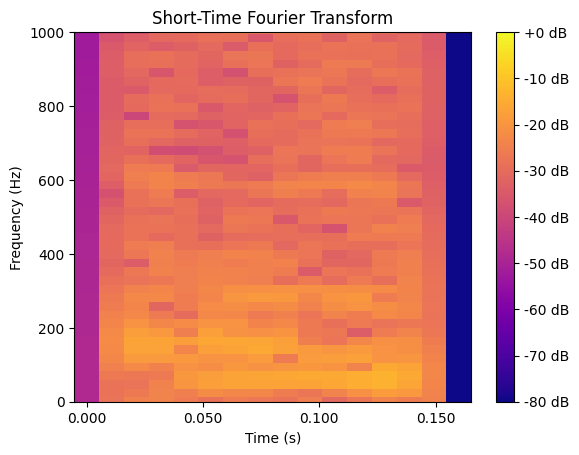 Short-Time Fourier Transform
1000
800
600
400
200
0
Frequency (Hz)
0.000
0.050
0.100
0.150
Time (s)
+0 dB
-10 dB
-20 dB
-30 dB
-40 dB
-50 dB
-60 dB
-70 dB
-80 dB